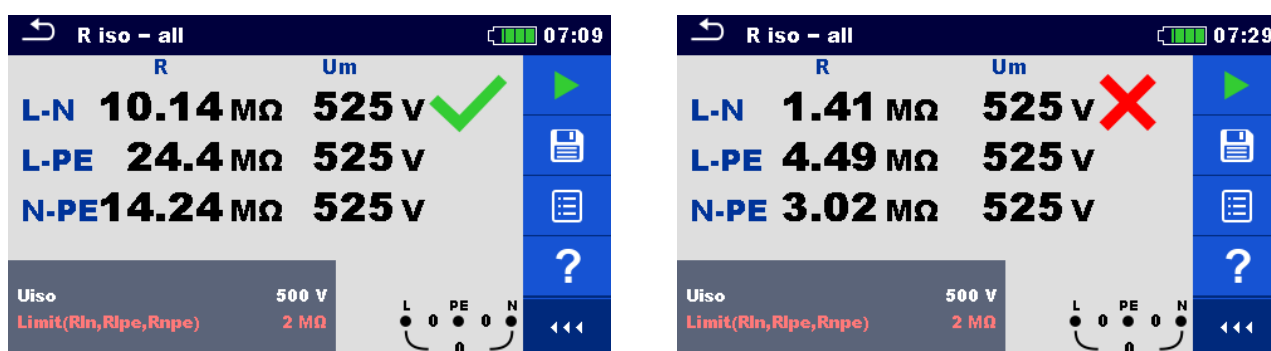 R iso – all 07:09
R Um
L-N 10.14 MΩ 525 V
L-PE 24.4 MΩ 525 V
N-PE 14.24 MΩ 525 V
?
Uiso 500 V
Limit(Rln,Rlpe,Rnpe) 2 MΩ
L PE N
0 0
0
R iso – all 07:29
R Um
L-N 1.41 MΩ 525 V
L-PE 4.49 MΩ 525 V
N-PE 3.02 MΩ 525 V
?
Uiso 500 V
Limit(Rln,Rlpe,Rnpe) 2 MΩ
L PE N
0 0
0